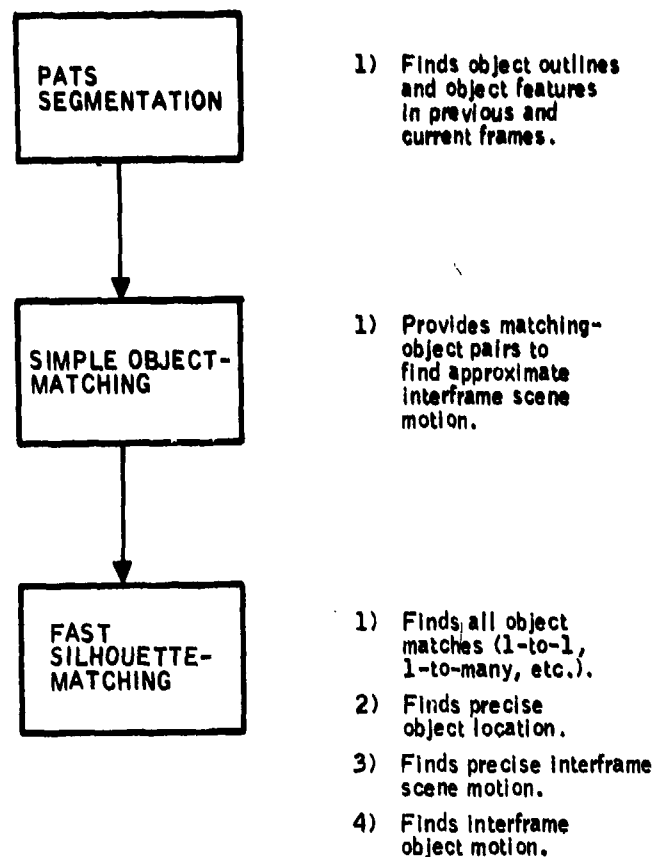 PATS
SEGMENTATION
1) Finds object outlines
and object features
in previous and
current frames.
SIMPLE OBJECT-
MATCHING
1) Provides matching-
object pairs to
find approximate
interframe scene
motion.
FAST
SILHOUETTE-
MATCHING
1) Finds all object
matches (1-to-1,
1-to-many, etc.).
2) Finds precise
object location.
3) Finds precise interframe
scene motion.
4) Finds interframe
object motion.